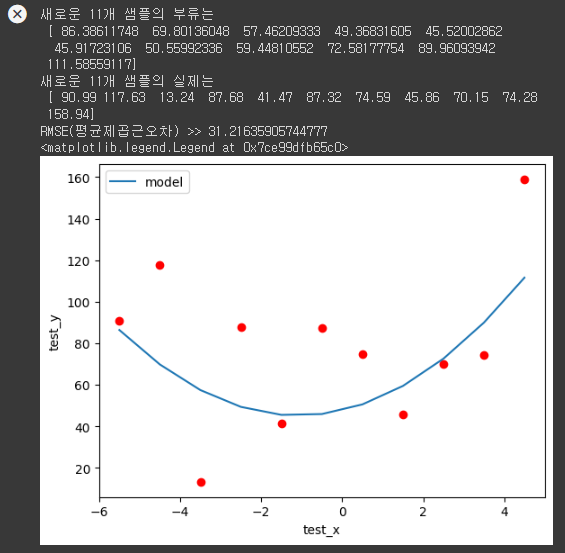 새로운 11개 샘플의 부류는
[ 86.38611748 69.80136048 57.46209333 49.36831605 45.52002862
45.91723106 50.55992336 59.44810552 72.58177754 89.96093942
111.58559117]
새로운 11개 샘플의 실제는
[ 90.99 117.63 13.24 87.68 41.47 87.32 74.59 45.86 70.15 74.28
158.94]
RMSE(평균제곱근오차) >> 31.21635905744777
<matplotlib.legend.Legend at 0x7ce99dfb65c0>
model
160
140
120
100
80
60
40
20
test_y
-6 -4 -2 0 2 4
test_x